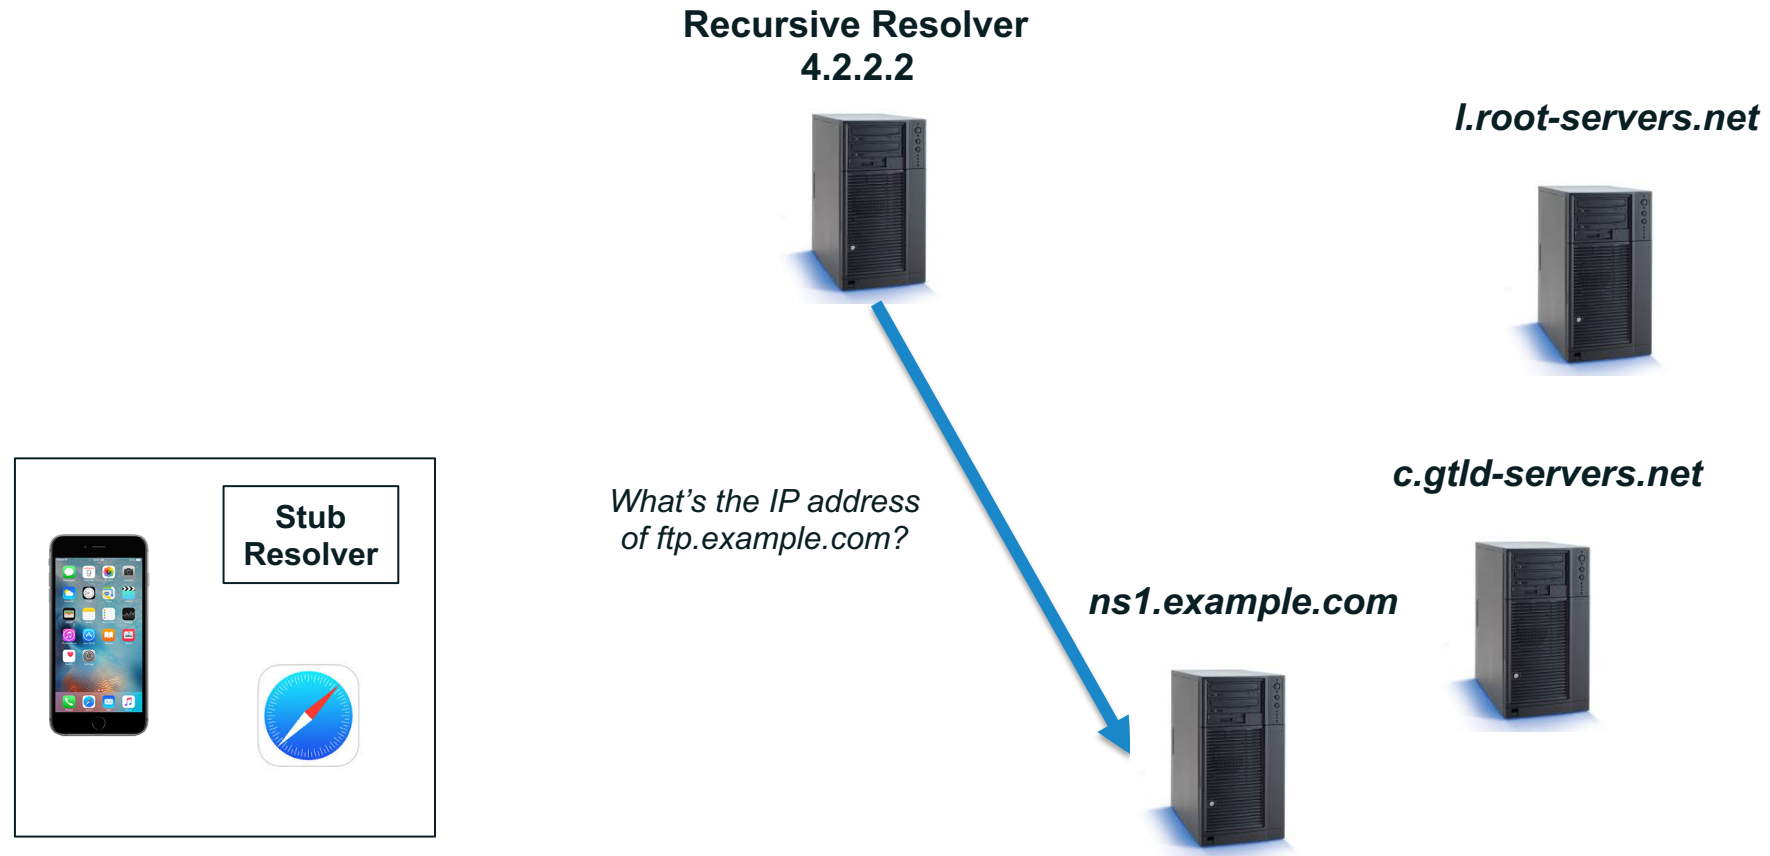 Recursive Resolver
4.2.2.2
l.root-servers.net
c.gtld-servers.net
Stub
Resolver
What’s the IP address
of ftp.example.com?
ns1.example.com